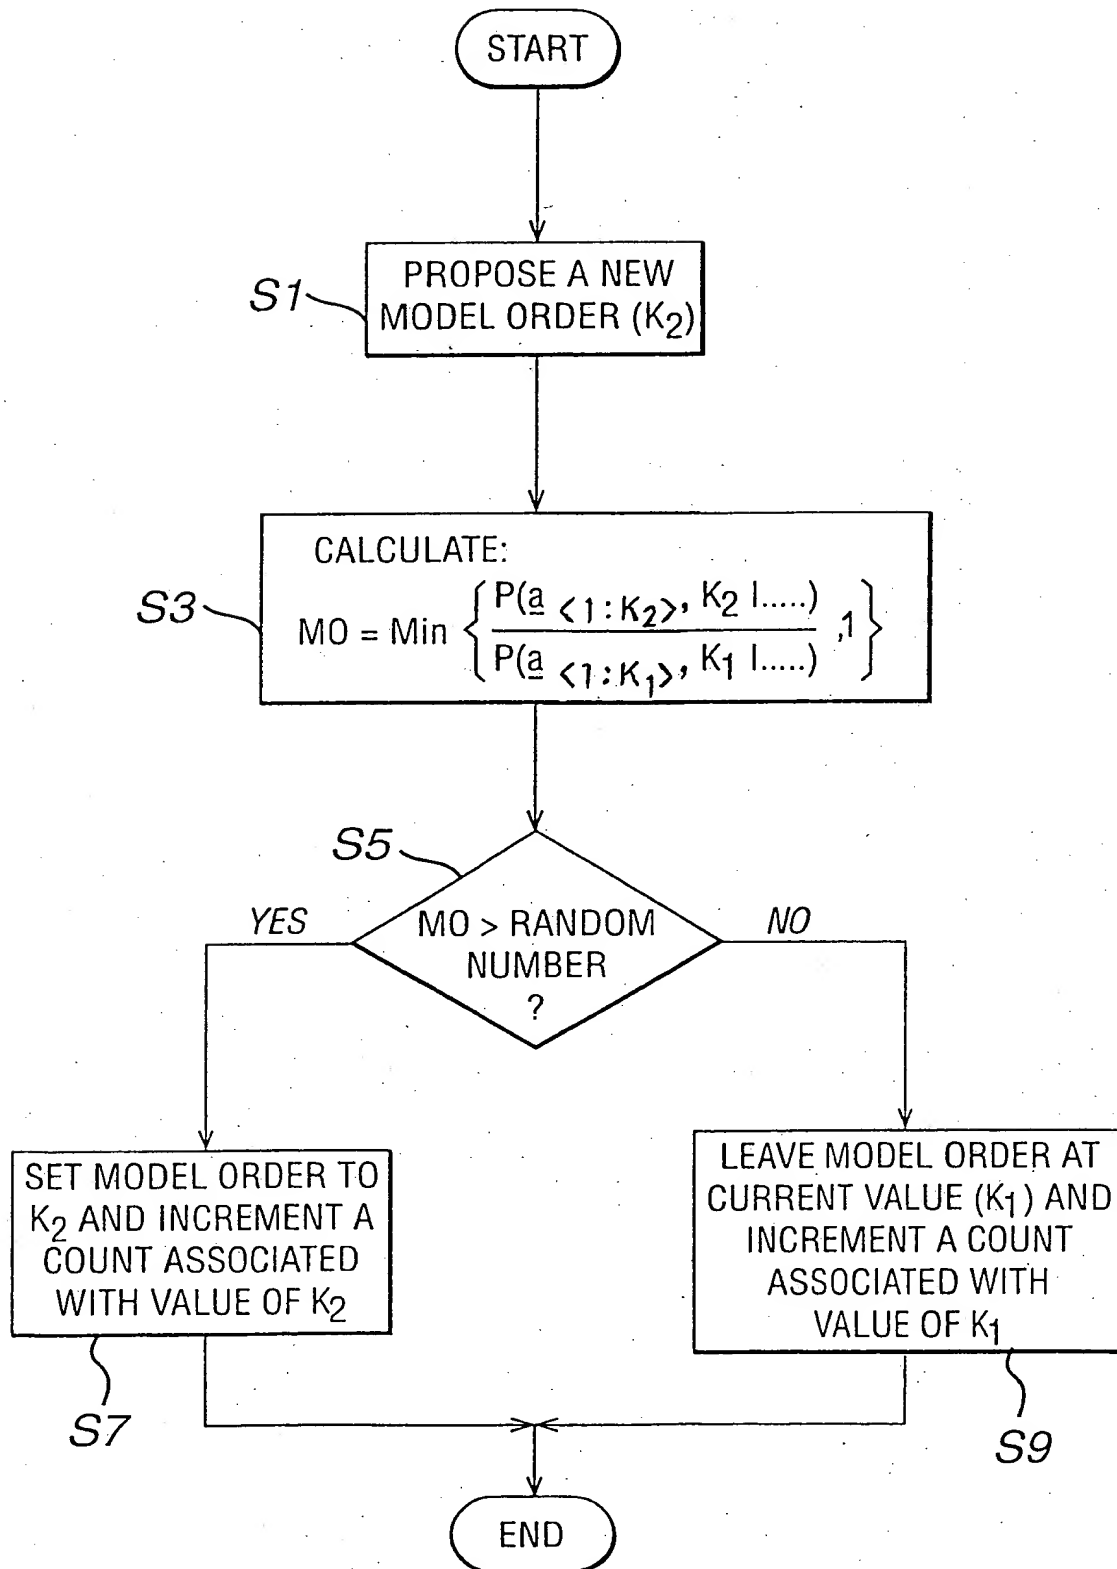 START
S1
PROPOSE A NEW
MODEL ORDER (K2)
S3
CALCULATE:
MO = Min { P(a <1:K2>, K2 I.....) / P(a <1:K1>, K1 I.....) ,1 }
S5
YES
MO > RANDOM
NUMBER
?
NO
SET MODEL ORDER TO
K2 AND INCREMENT A
COUNT ASSOCIATED
WITH VALUE OF K2
S7
LEAVE MODEL ORDER AT
CURRENT VALUE (K1) AND
INCREMENT A COUNT
ASSOCIATED WITH
VALUE OF K1
S9
END